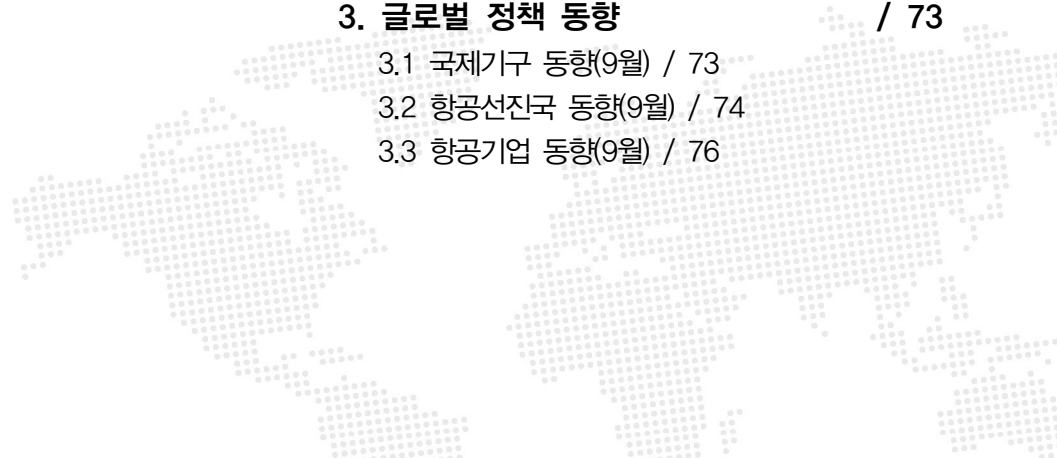 3. 글로벌 정책 동향 / 73
3.1 국제기구 동향(9월) / 73
3.2 항공선진국 동향(9월) / 74
3.3 항공기업 동향(9월) / 76